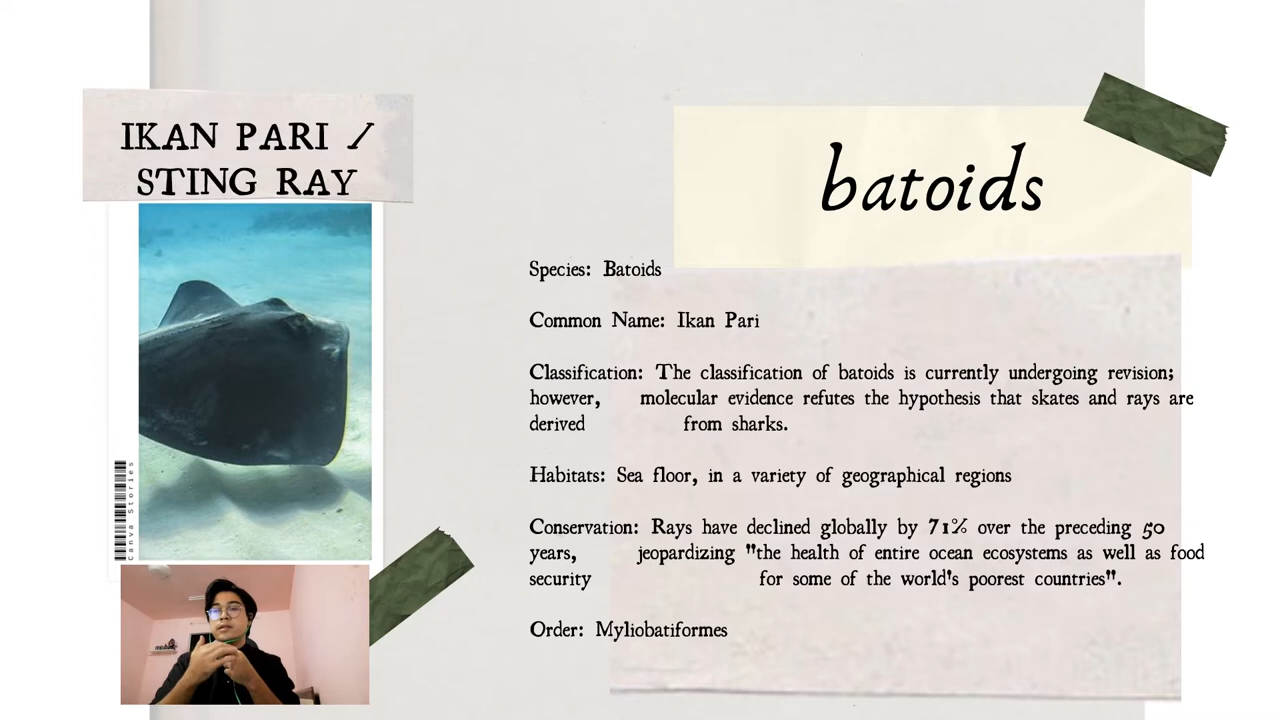 IKAN PARI /
STING RAY
batoids
Species: Batoids
Common Name: Ikan Pari
Classification: The classification of batoids is currently undergoing revision;
however, molecular evidence refutes the hypothesis that skates and rays are
derived from sharks.
Habitats: Sea floor, in a variety of geographical regions
Conservation: Rays have declined globally by 71% over the preceding 50
years, jeopardizing "the health of entire ocean ecosystems as well as food
security for some of the world's poorest countries".
Order: Myliobatiformes
Canva Stories